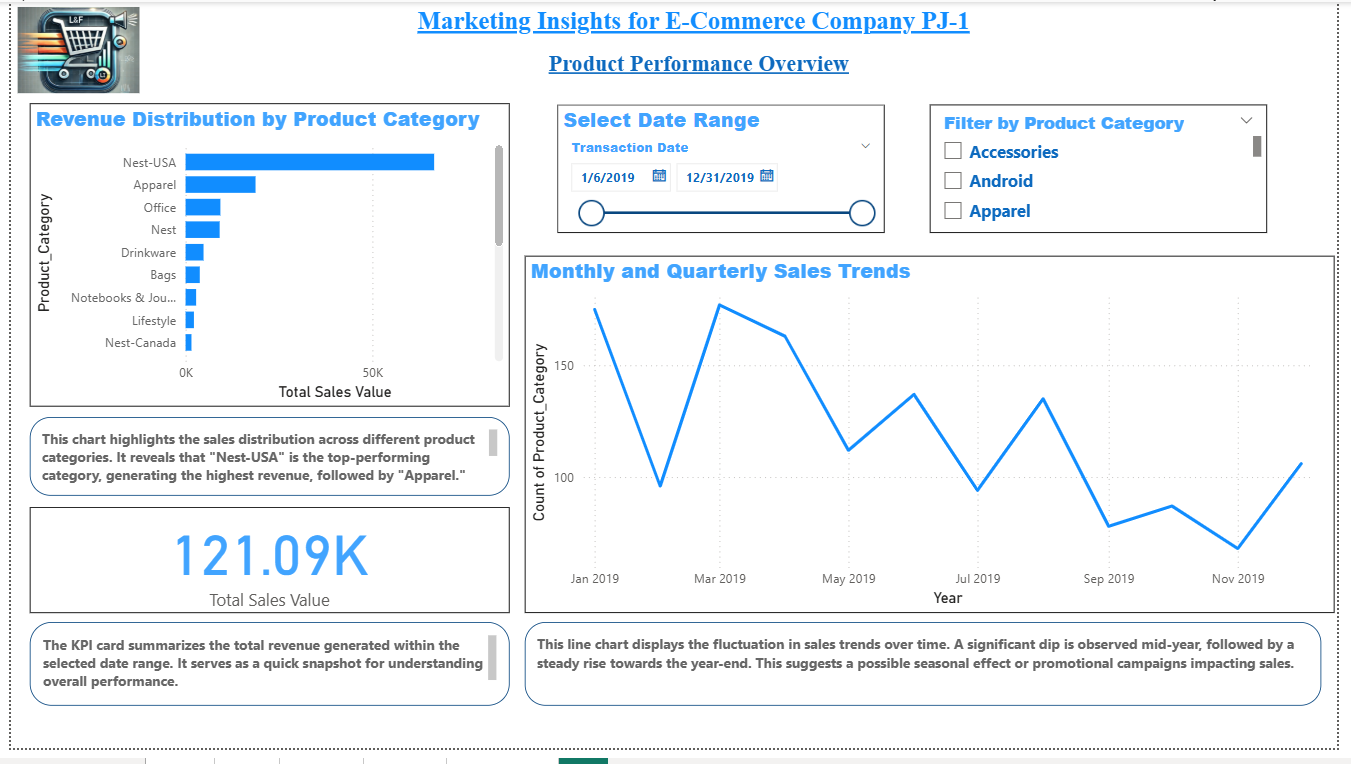 L&F
Marketing Insights for E-Commerce Company PJ-1
Product Performance Overview
Revenue Distribution by Product Category
Product_Category
Nest-USA
Apparel
Office
Nest
Drinkware
Bags
Notebooks & Jou...
Lifestyle
Nest-Canada
0K
50K
Total Sales Value
Select Date Range
Transaction Date
1/6/2019
12/31/2019
Filter by Product Category
Accessories
Android
Apparel
Monthly and Quarterly Sales Trends
Count of Product_Category
150
100
Jan 2019
Mar 2019
May 2019
Jul 2019
Sep 2019
Nov 2019
Year
This chart highlights the sales distribution across different product
categories. It reveals that "Nest-USA" is the top-performing
category, generating the highest revenue, followed by "Apparel."
121.09K
Total Sales Value
The KPI card summarizes the total revenue generated within the
selected date range. It serves as a quick snapshot for understanding
overall performance.
This line chart displays the fluctuation in sales trends over time. A significant dip is observed mid-year, followed by a
steady rise towards the year-end. This suggests a possible seasonal effect or promotional campaigns impacting sales.